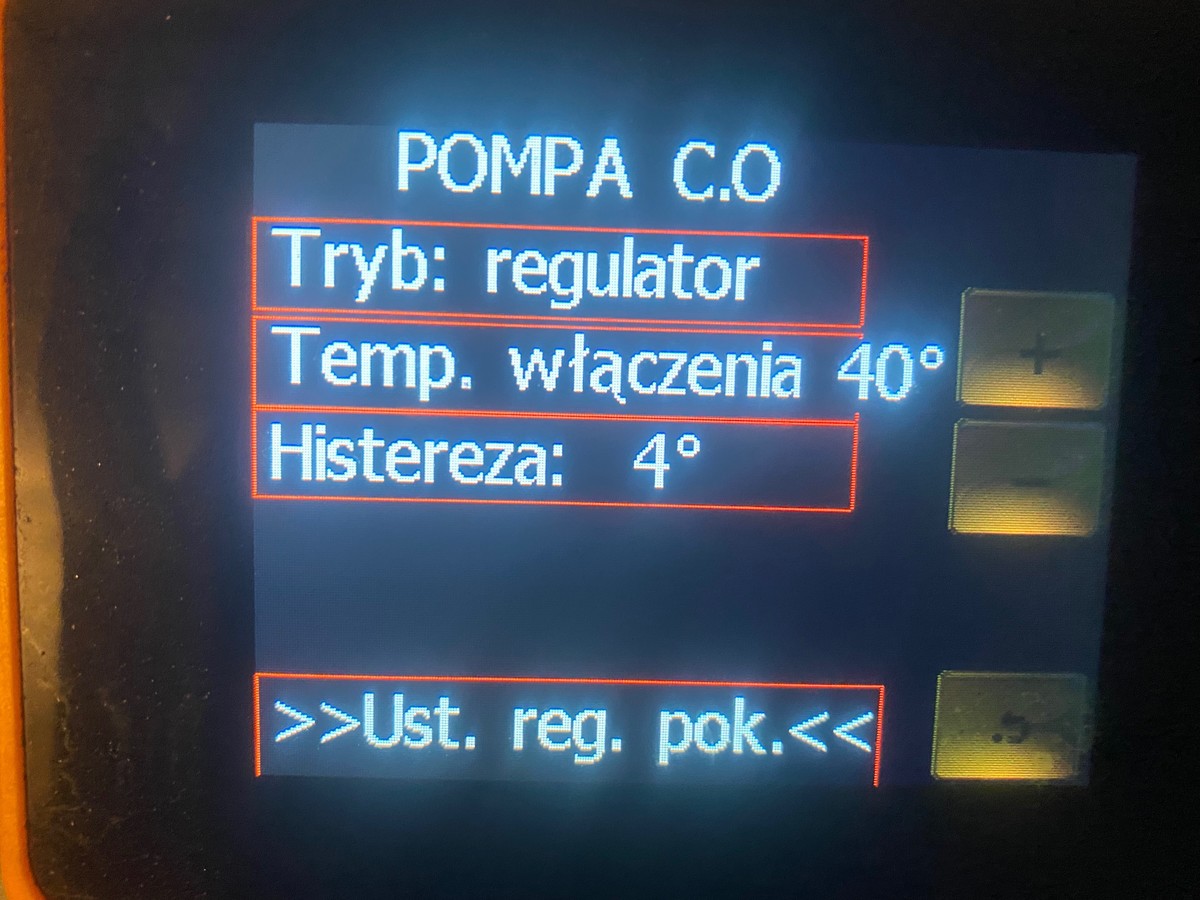 POMPA C.O
Tryb: regulator
Temp. włączenia 40°
+
Histereza: 4°
-
>>Ust. reg. pok.<<